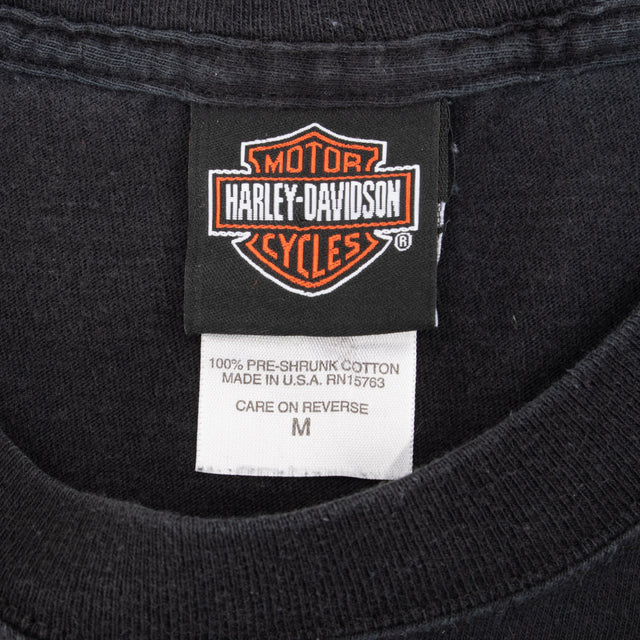 MOTOR
HARLEY-DAVIDSON
CYCLES
®
100% PRE-SHRUNK COTTON
MADE IN U.S.A. RN15763
CARE ON REVERSE
M